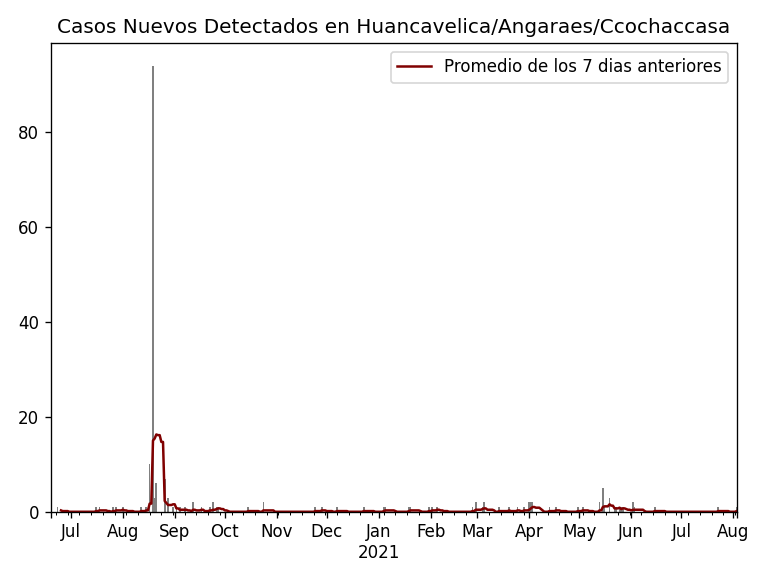 Casos Nuevos Detectados en Huancavelica/Angaraes/Ccochaccasa
Promedio de los 7 dias anteriores
80
60
40
20
0
Jul Aug Sep Oct Nov Dec Jan Feb Mar Apr May Jun Jul Aug
2021